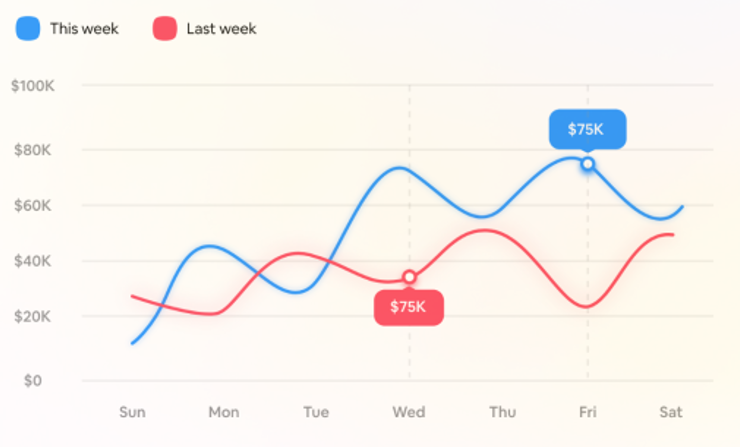 This week Last week
$100K
$75K
$80K
$60K
$40K
$75K
$20K
$0
Sun Mon Tue Wed Thu Fri Sat